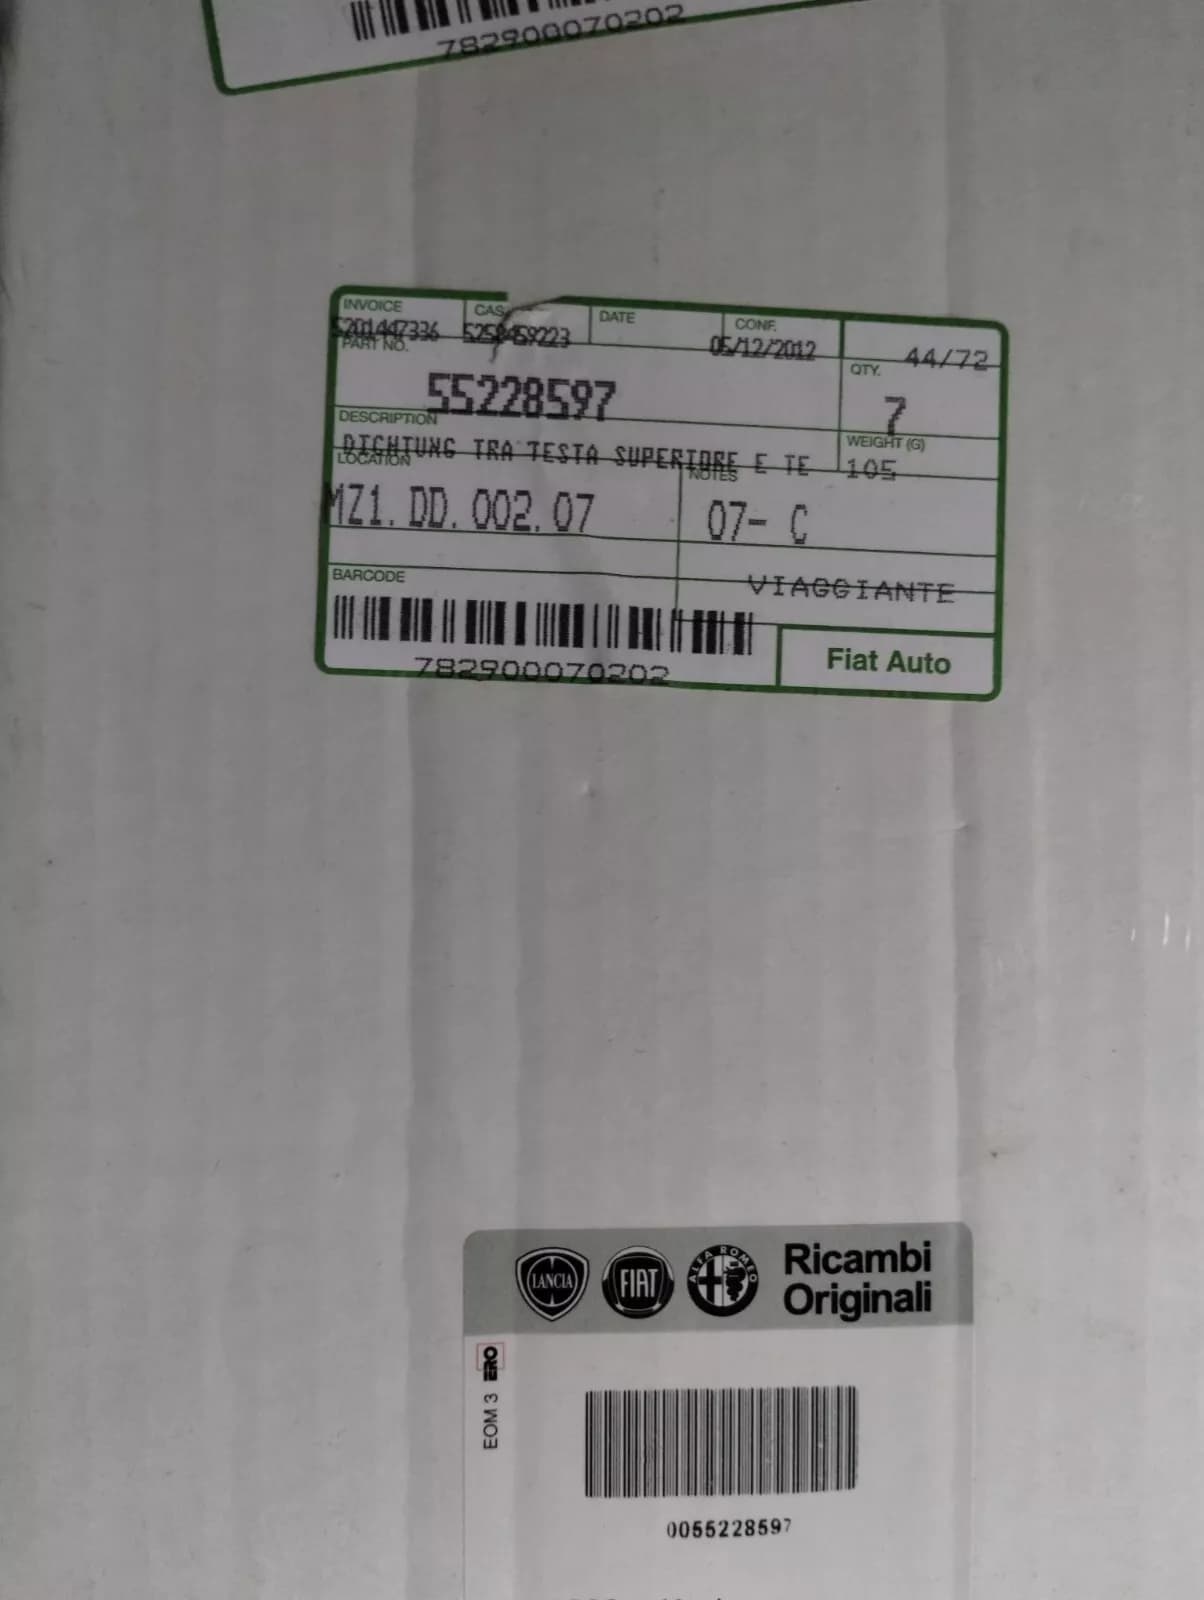 782900070202
INVOICE CAS DATE CONF.
5201447336 5258459223 05/12/2012 44/72
PART NO. QTY.
55228597 7
DESCRIPTION WEIGHT (G)
DICHTUNG TRA TESTA SUPERIORE E TE 105
LOCATION NOTES
MZ1. DD. 002. 07 07- C
VIAGGIANTE
BARCODE
782900070202
Fiat Auto
LANCIA FIAT ALFA ROMEO Ricambi
Originali
EOM 3 ERO
0055228597